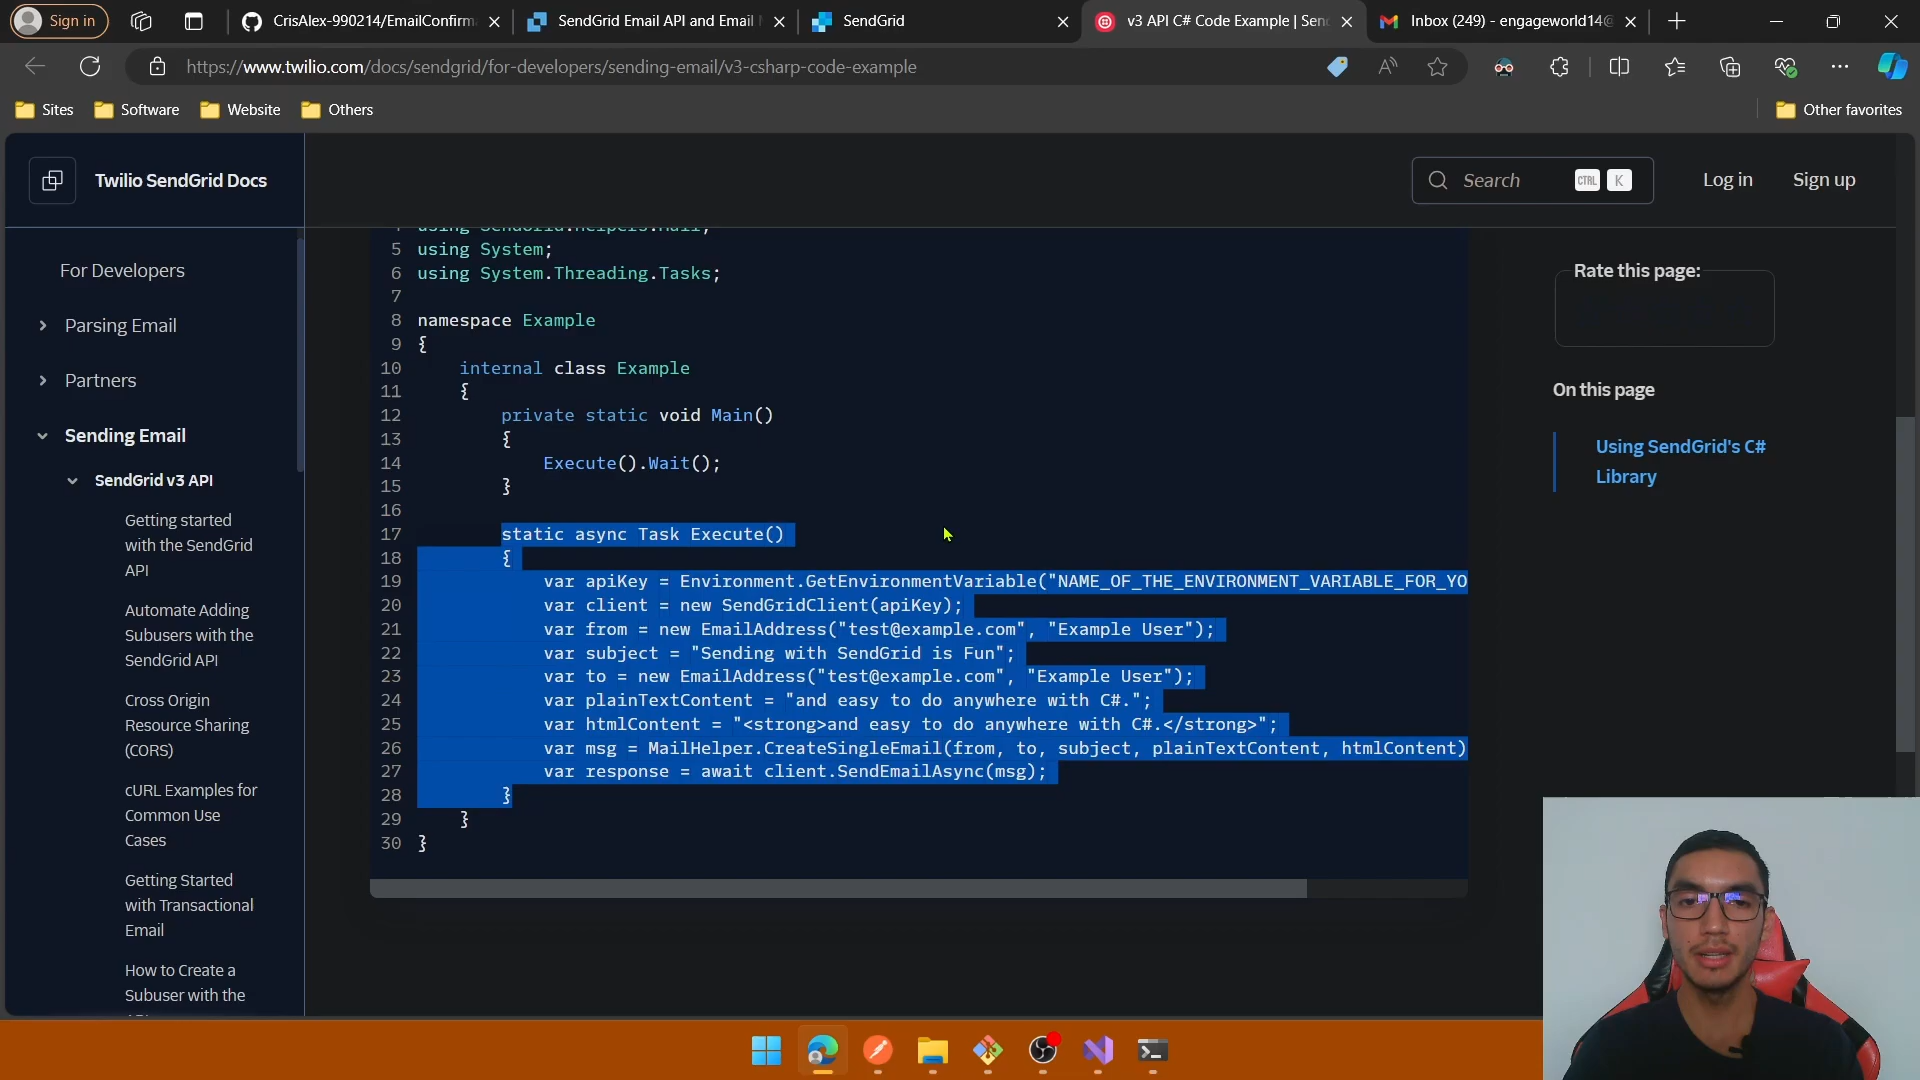 Sign in
CrisAlex-990214/EmailConfirm
SendGrid Email API and Email
SendGrid
v3 API C# Code Example | Sen
Inbox (249) - engageworld14@
https://www.twilio.com/docs/sendgrid/for-developers/sending-email/v3-csharp-code-example
Sites
Software
Website
Others
Other favorites
Twilio SendGrid Docs
Search
CTRL
K
Log in
Sign up
For Developers
Parsing Email
Partners
Sending Email
SendGrid v3 API
Getting started
with the SendGrid
API
Automate Adding
Subusers with the
SendGrid API
Cross Origin
Resource Sharing
(CORS)
cURL Examples for
Common Use
Cases
Getting Started
with Transactional
Email
How to Create a
Subuser with the
5 using System;
6 using System.Threading.Tasks;
7
8 namespace Example
9 {
10 internal class Example
11 {
12 private static void Main()
13 {
14 Execute().Wait();
15 }
16
17 static async Task Execute()
18 {
19 var apiKey = Environment.GetEnvironmentVariable("NAME_OF_THE_ENVIRONMENT_VARIABLE_FOR_YO
20 var client = new SendGridClient(apiKey);
21 var from = new EmailAddress("test@example.com", "Example User");
22 var subject = "Sending with SendGrid is Fun";
23 var to = new EmailAddress("test@example.com", "Example User");
24 var plainTextContent = "and easy to do anywhere with C#.";
25 var htmlContent = "<strong>and easy to do anywhere with C#.</strong>";
26 var msg = MailHelper.CreateSingleEmail(from, to, subject, plainTextContent, htmlContent)
27 var response = await client.SendEmailAsync(msg);
28 }
29 }
30 }
Rate this page:
On this page
Using SendGrid's C#
Library